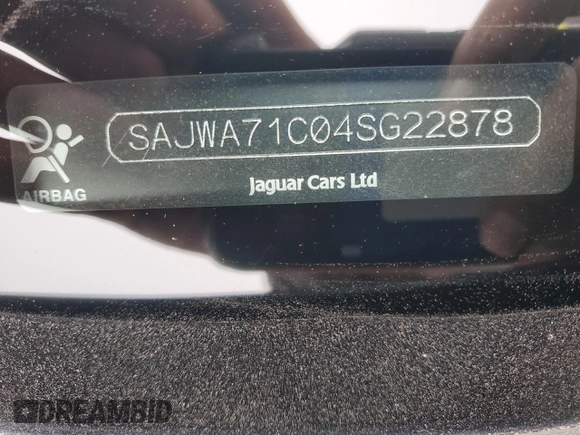 SAJWA71C04SG22878
AIRBAG
Jaguar Cars Ltd
DREAMBID